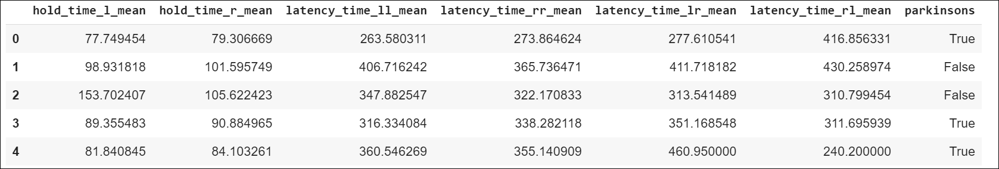 hold_time_l_mean hold_time_r_mean latency_time_ll_mean latency_time_rr_mean latency_time_lr_mean latency_time_rl_mean parkinsons
0 77.749454 79.306669 263.580311 273.864624 277.610541 416.856331 True
1 98.931818 101.595749 406.716242 365.736471 411.718182 430.258974 False
2 153.702407 105.622423 347.882547 322.170833 313.541489 310.799454 False
3 89.355483 90.884965 316.334084 338.282118 351.168548 311.695939 True
4 81.840845 84.103261 360.546269 355.140909 460.950000 240.200000 True